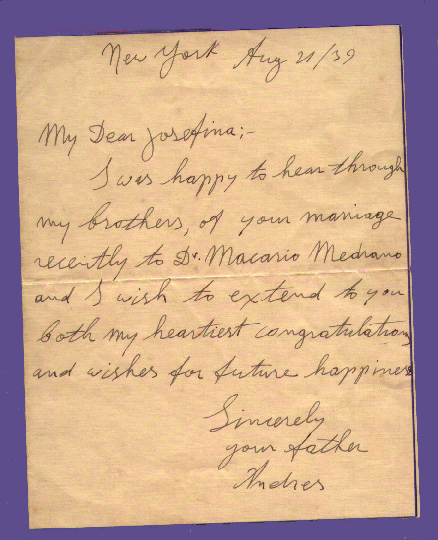 New York Aug 21/39
My Dear Josefina;-
I was happy to hear through
my brothers, of your marriage
recently to Dr. Macario Medrano
and I wish to extend to you
both my heartiest congratulations
and wishes for future happiness
Sincerely
your father
Andres